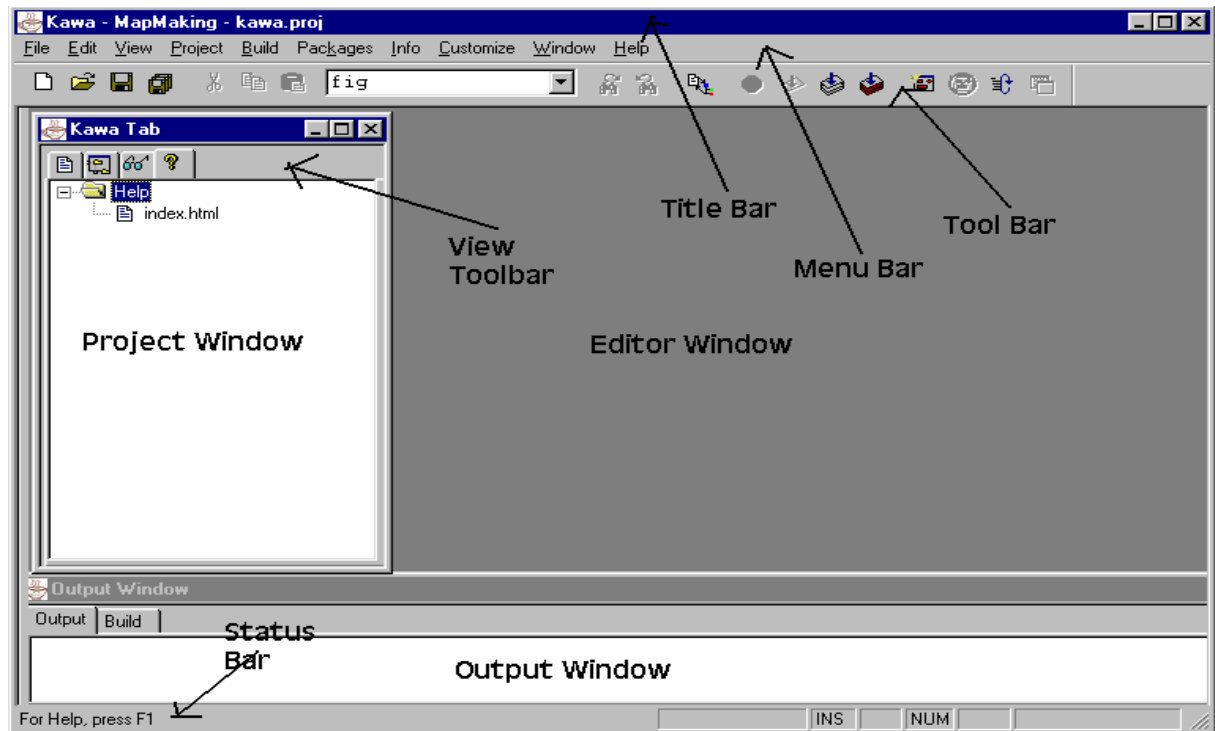 Kawa - MapMaking - kawa.proj
File Edit View Project Build Packages Info Customize Window Help
fig
Kawa Tab
Help
index.html
Title Bar
Tool Bar
View
Toolbar
Menu Bar
Project Window
Editor Window
Output Window
Output Build
Status
Bar
Output Window
For Help, press F1 INS NUM